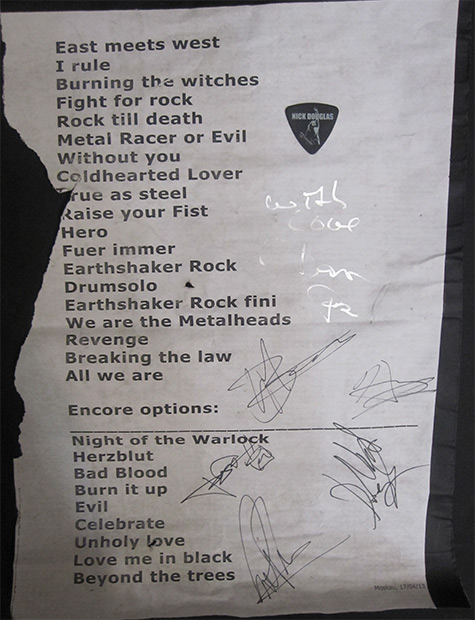 East meets west
I rule
Burning the witches
Fight for rock
Rock till death
NICK DOUGLAS
Metal Racer or Evil
Without you
Coldhearted Lover
rue as steel
Raise your Fist
with
love
Hero
Fuer immer
Earthshaker Rock
Drumsolo
Earthshaker Rock fini
We are the Metalheads
Revenge
Breaking the law
All we are
Encore options:
Night of the Warlock
Herzblut
Bad Blood
Burn it up
Evil
Celebrate
Unholy love
Love me in black
Beyond the trees